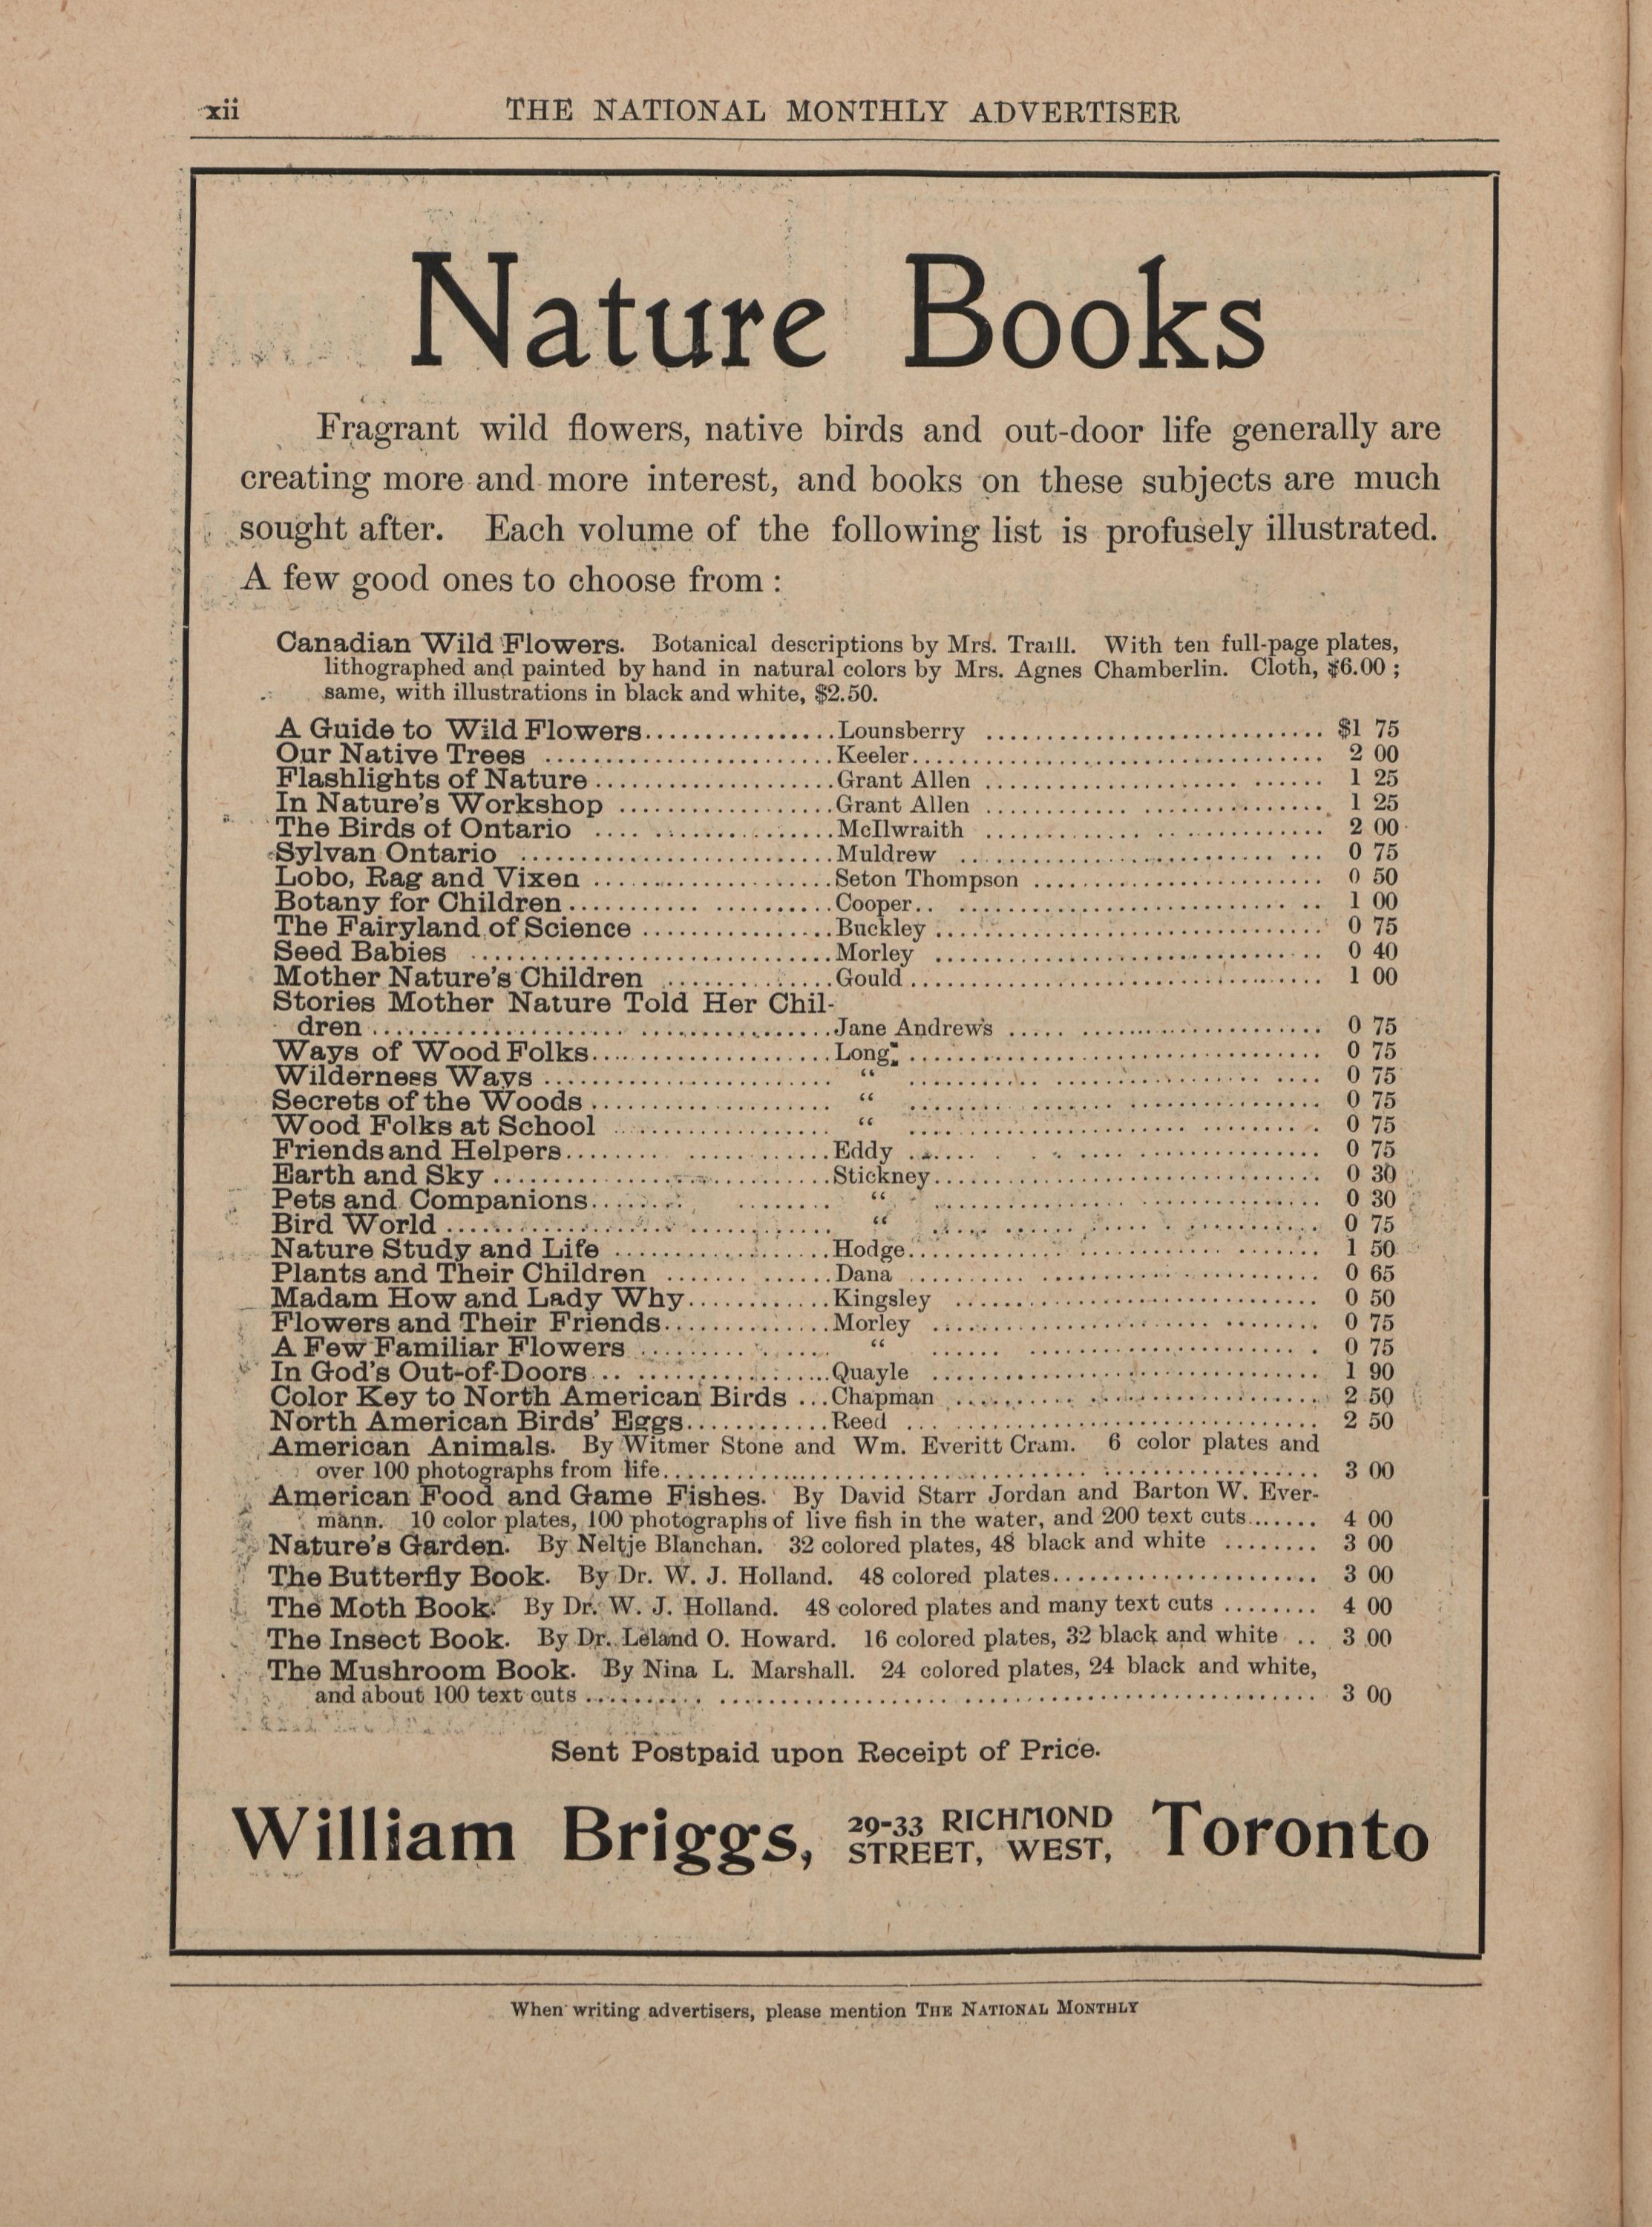 xii THE NATIONAL MONTHLY ADVERTISER
Nature Books
Fragrant wild flowers, native birds and out-door life generally are
creating more and more interest, and books on these subjects are much
sought after. Each volume of the following list is profusely illustrated.
A few good ones to choose from :
Canadian Wild Flowers. Botanical descriptions by Mrs. Traill. With ten full-page plates,
lithographed and painted by hand in natural colors by Mrs. Agnes Chamberlin. Cloth, $6.00 ;
same, with illustrations in black and white, $2.50.
A Guide to Wild Flowers................Lounsberry ............................ $1 75
Our Native Trees ........................Keeler.................................. 2 00
Flashlights of Nature....................Grant Allen ............................ 1 25
In Nature's Workshop ..................Grant Allen ............................ 1 25
The Birds of Ontario ....................McIlwraith ............................ 2 00
Sylvan Ontario ..........................Muldrew .............................. 0 75
Lobo, Rag and Vixen ....................Seton Thompson ........................ 0 50
Botany for Children......................Cooper.................................. 1 00
The Fairyland of Science ................Buckley................................ 0 75
Seed Babies ..............................Morley ................................ 0 40
Mother Nature's Children ..............Gould.................................. 1 00
Stories Mother Nature Told Her Chil-
dren......................................Jane Andrews .......................... 0 75
Ways of Wood Folks....................Long.................................. 0 75
Wilderness Ways ........................ “ .................................. 0 75
Secrets of the Woods.................... “ .................................. 0 75
Wood Folks at School .................... “ .................................. 0 75
Friends and Helpers......................Eddy .................................. 0 75
Earth and Sky............................Stickney................................ 0 30
Pets and Companions.................... “ ................................ 0 30
Bird World................................ “ ................................ 0 75
Nature Study and Life ..................Hodge.................................. 1 50
Plants and Their Children ..............Dana .................................. 0 65
Madam How and Lady Why............Kingsley .............................. 0 50
Flowers and Their Friends..............Morley ................................ 0 75
A Few Familiar Flowers ................ “ ................................ 0 75
In God's Out-of-Doors....................Quayle ................................ 1 90
Color Key to North American Birds ...Chapman .............................. 2 50
North American Birds' Eggs............Reed .................................. 2 50
American Animals. By Witmer Stone and Wm. Everitt Cram. 6 color plates and
over 100 photographs from life...................................................... 3 00
American Food and Game Fishes. By David Starr Jordan and Barton W. Ever-
mann. 10 color plates, 100 photographs of live fish in the water, and 200 text cuts....... 4 00
Nature's Garden. By Neltje Blanchan. 32 colored plates, 48 black and white ........ 3 00
The Butterfly Book. By Dr. W. J. Holland. 48 colored plates...................... 3 00
The Moth Book. By Dr. W. J. Holland. 48 colored plates and many text cuts ........ 4 00
The Insect Book. By Dr. Leland O. Howard. 16 colored plates, 32 black and white .. 3 00
The Mushroom Book. By Nina L. Marshall. 24 colored plates, 24 black and white,
and about 100 text cuts ............................................................ 3 00
Sent Postpaid upon Receipt of Price.
William Briggs, 29-33 RICHMOND STREET, WEST, Toronto
When writing advertisers, please mention THE NATIONAL MONTHLY